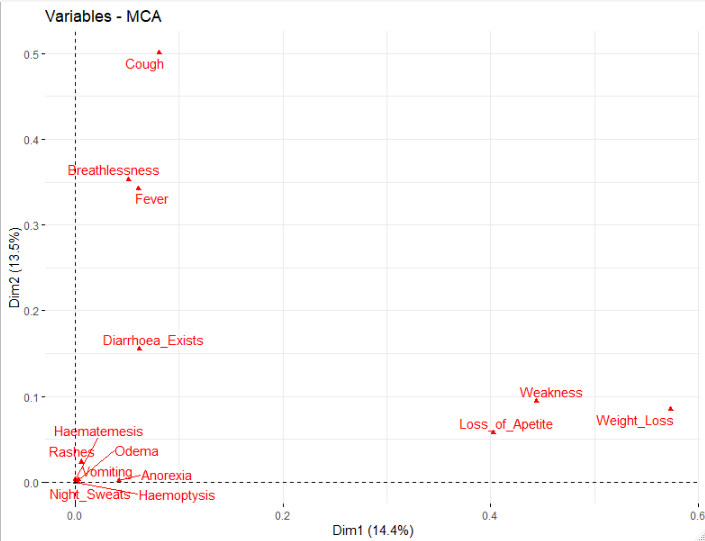 Variables - MCA
0.5
Cough
0.4
Breathlessness
Fever
0.3
Dim2 (13.5%)
0.2
Diarrhoea_Exists
0.1
Weakness
Loss_of_Apetite
Weight_Loss
Haematemesis
Rashes
Odema
Vomiting
Anorexia
0.0
Night_Sweats
Haemoptysis
0.0
0.2
0.4
0.6
Dim1 (14.4%)